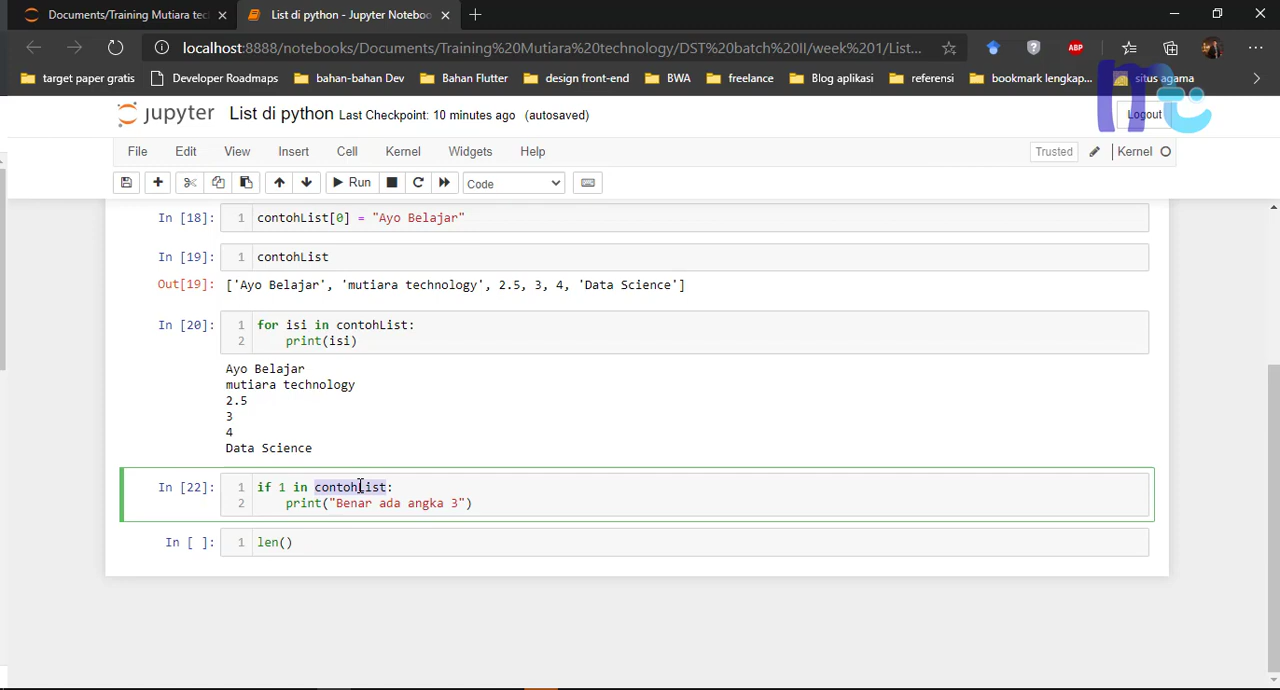 Documents/Training Mutiara tec
List di python - Jupyter Noteboo
localhost:8888/notebooks/Documents/Training%20Mutiara%20technology/DST%20batch%20II/week%201/List...
ABP
target paper gratis
Developer Roadmaps
bahan-bahan Dev
Bahan Flutter
design front-end
BWA
freelance
Blog aplikasi
referensi
bookmark lengkap...
situs agama
jupyter List di python Last Checkpoint: 10 minutes ago (autosaved)
Logout
File Edit View Insert Cell Kernel Widgets Help
Trusted Kernel
Run Code
In [18]: 1 contohList[0] = "Ayo Belajar"
In [19]: 1 contohList
Out[19]: ['Ayo Belajar', 'mutiara technology', 2.5, 3, 4, 'Data Science']
In [20]: 1 for isi in contohList:
2 print(isi)
Ayo Belajar
mutiara technology
2.5
3
4
Data Science
In [22]: 1 if 1 in contohList:
2 print("Benar ada angka 3")
In [ ]: 1 len()